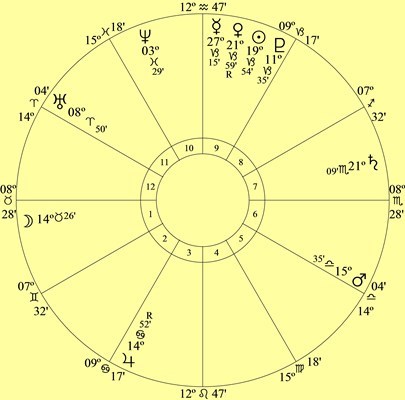 12° ♒ 47'
09° ♑ 17'
07° ♐ 32'
08° ♏ 28'
04' ♎ 14°
18' ♍ 15°
12° ♌ 47'
09° ♋ 17'
07° ♊ 32'
08° ♉ 28'
04' ♈ 14°
15° ♓ 18'
♆ 03° ♓ 29'
☿ 27° ♑ 15'
♀ 21° ♑ 59' R
☉ 19° ♑ 54'
♇ 11° ♑ 35'
♅ 08° ♈ 50'
09' ♏ 21° ♄
☽ 14° ♉ 26'
35' ♎ 15° ♂
R 52' ♋ 14° ♃
10
9
11
8
12
7
1
6
2
5
3
4